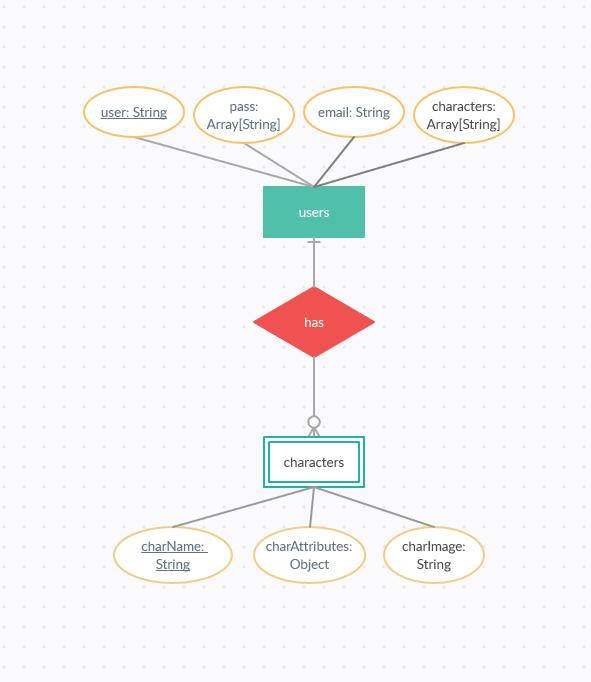 user: String
pass:
Array[String]
email: String
characters:
Array[String]
users
has
characters
charName:
String
charAttributes:
Object
charImage:
String